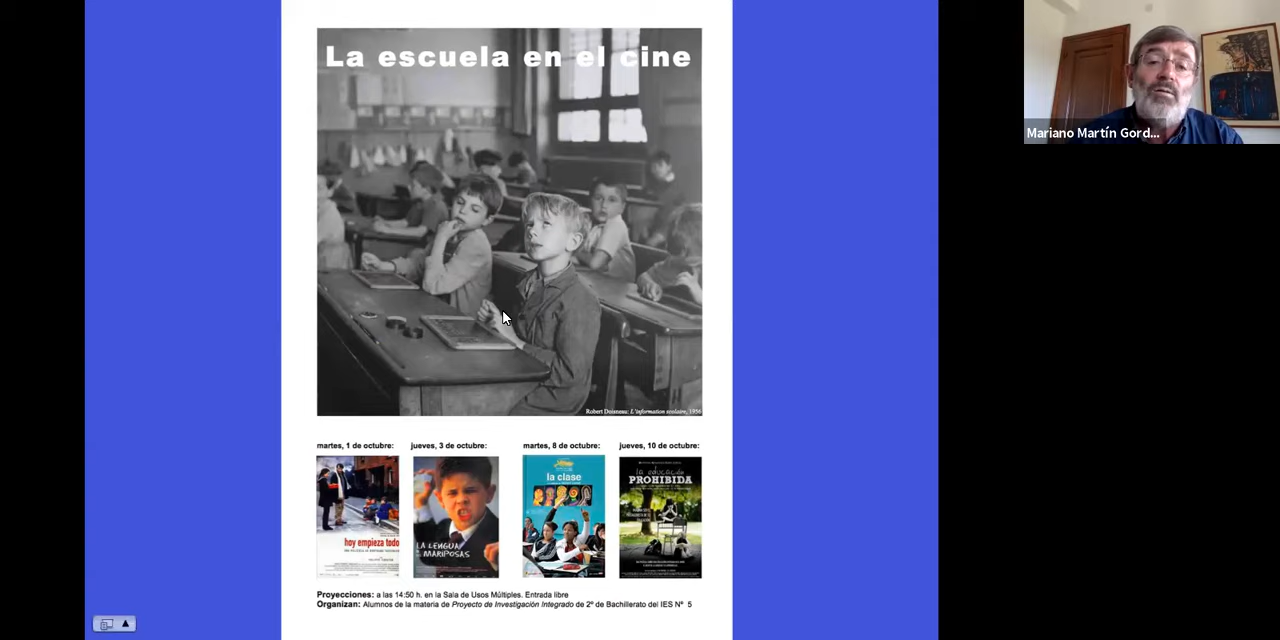 La escuela en el cine
Mariano Martín Gord...
Robert Doisneau: L'information scolaire, 1956
martes, 1 de octubre:
jueves, 3 de octubre:
martes, 8 de octubre:
jueves, 10 de octubre:
hoy empieza todo
LA LENGUA
DE LAS
MARIPOSAS
la clase
la educación
PROHIBIDA
Proyecciones: a las 14:50 h. en la Sala de Usos Múltiples. Entrada libre
Organizan: Alumnos de la materia de Proyecto de Investigación Integrado de 2º de Bachillerato del IES Nº 5